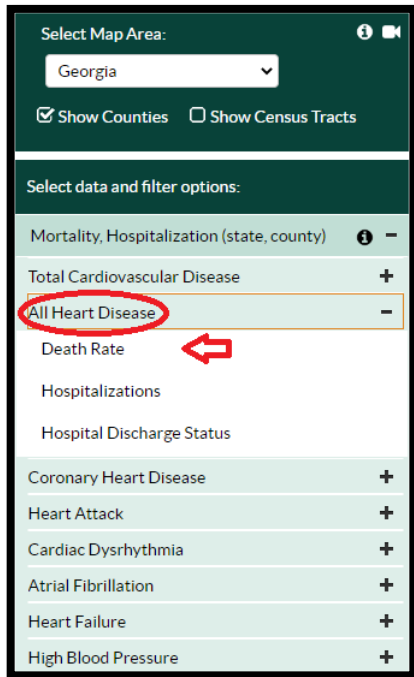 Select Map Area:
Georgia
Show Counties Show Census Tracts
Select data and filter options:
Mortality, Hospitalization (state, county)
Total Cardiovascular Disease
All Heart Disease
Death Rate
Hospitalizations
Hospital Discharge Status
Coronary Heart Disease
Heart Attack
Cardiac Dysrhythmia
Atrial Fibrillation
Heart Failure
High Blood Pressure